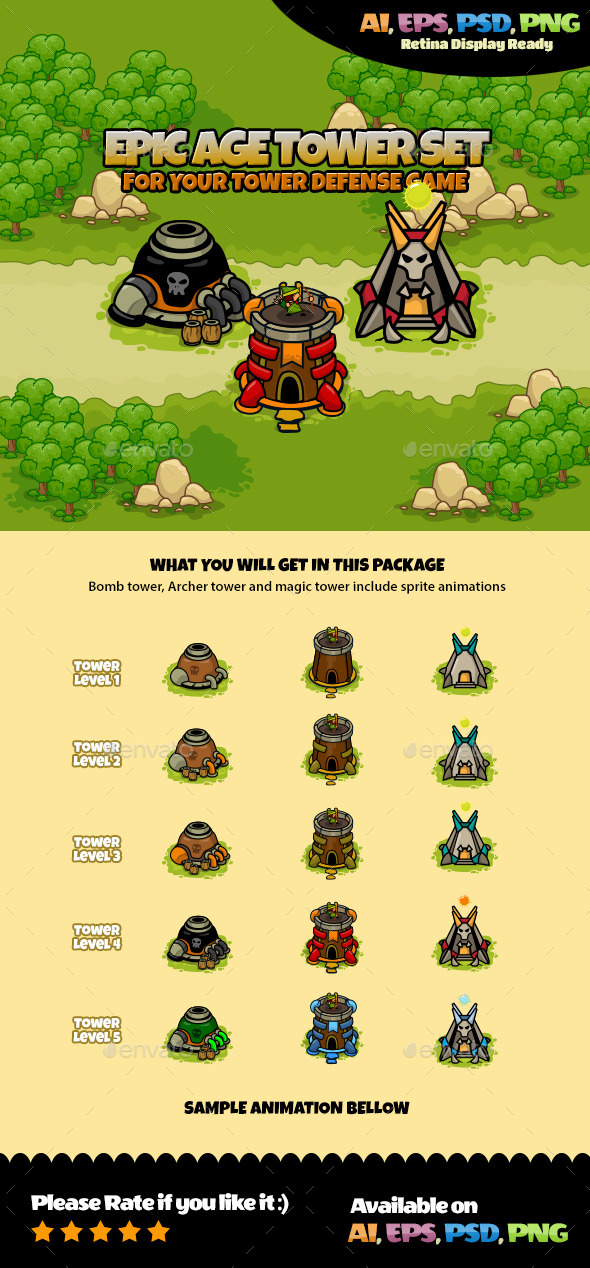 AI, EPS, PSD, PNG
Retina Display Ready
EPIC AGE TOWER SET
FOR YOUR TOWER DEFENSE GAME
envato
envato
WHAT YOU WILL GET IN THIS PACKAGE
Bomb tower, Archer tower and magic tower include sprite animations
TOWER
LEVEL 1
TOWER
LEVEL 2
envato
envato
TOWER
LEVEL 3
TOWER
LEVEL 4
TOWER
LEVEL 5
envato
envato
SAMPLE ANIMATION BELLOW
Please Rate if you like it :)
Available on
AI, EPS, PSD, PNG